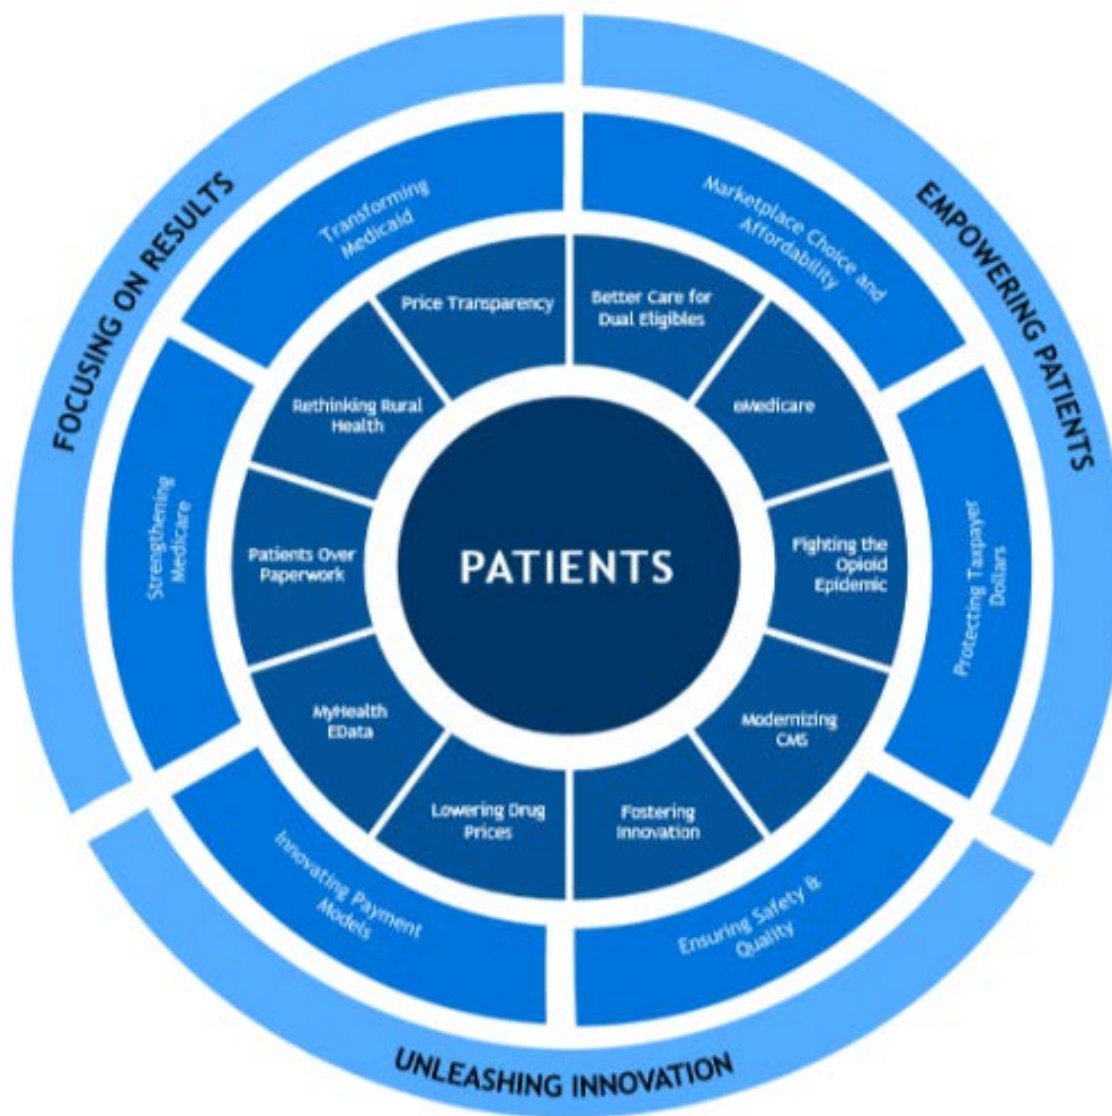 FOCUSING ON RESULTS
EMPOWERING PATIENTS
UNLEASHING INNOVATION
Transforming
Medicaid
Marketplace Choice and
Affordability
Protecting Taxpayer
Dollars
Ensuring Safety &
Quality
Innovating Payment
Models
Strengthening
Medicare
Price Transparency
Better Care for
Dual Eligibles
eMedicare
Fighting the
Opioid
Epidemic
Modernizing
CMS
Fostering
Innovation
Lowering Drug
Prices
MyHealth
EData
Patients Over
Paperwork
Rethinking Rural
Health
PATIENTS